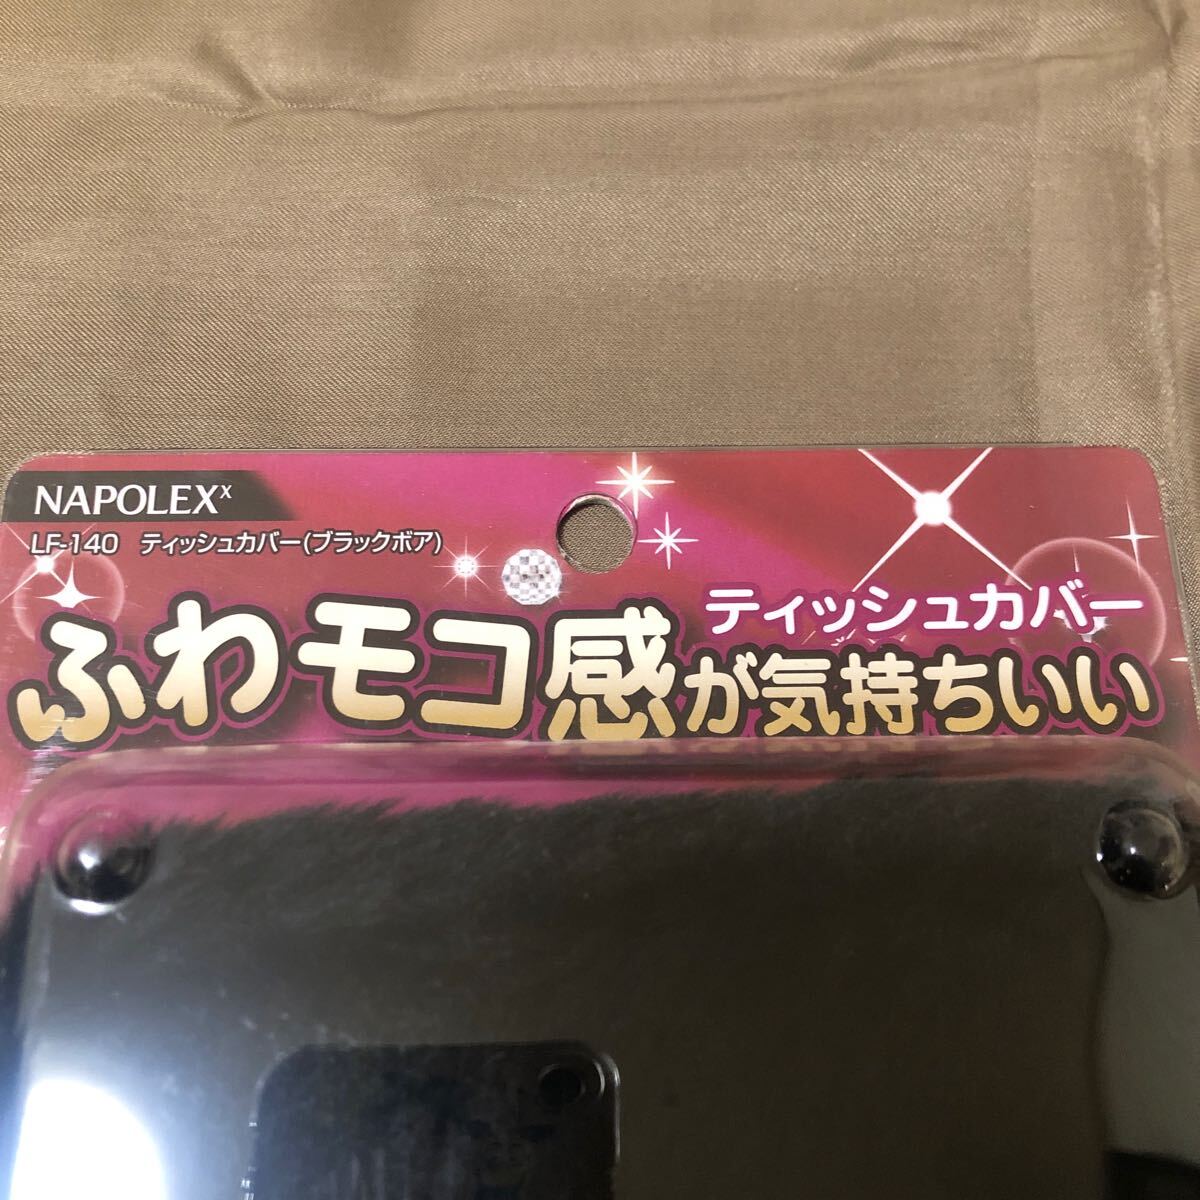 NAPOLEX
LF-140 ティッシュカバー(ブラックボア)
ティッシュカバー
ふわモコ感が気持ちいい